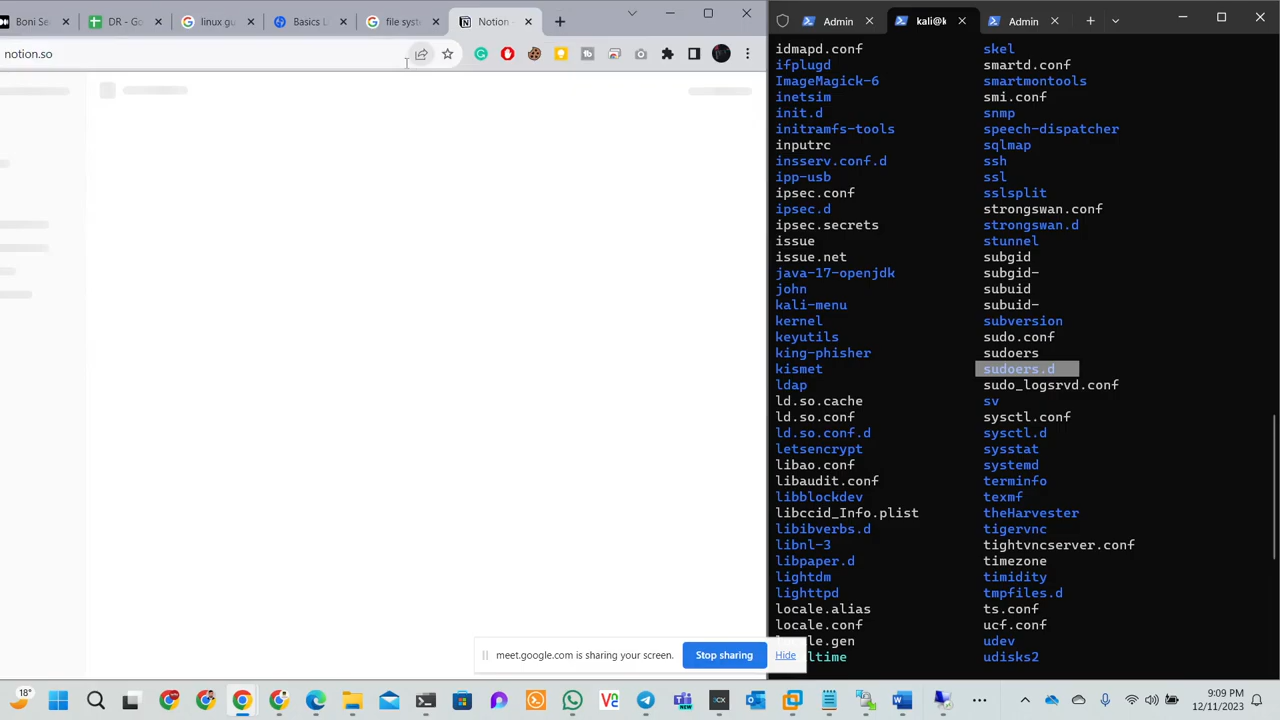 Boni Se
DR - Go
linux gu
Basics L
file syste
Notion -
notion.so
Admin
kali@k
Admin
idmapd.conf skel
ifplugd smartd.conf
ImageMagick-6 smartmontools
inetsim smi.conf
init.d snmp
initramfs-tools speech-dispatcher
inputrc sqlmap
insserv.conf.d ssh
ipp-usb ssl
ipsec.conf sslsplit
ipsec.d strongswan.conf
ipsec.secrets strongswan.d
issue stunnel
issue.net subgid
java-17-openjdk subgid-
john subuid
kali-menu subuid-
kernel subversion
keyutils sudo.conf
king-phisher sudoers
kismet sudoers.d
ldap sudo_logsrvd.conf
ld.so.cache sv
ld.so.conf sysctl.conf
ld.so.conf.d sysctl.d
letsencrypt sysstat
libao.conf systemd
libaudit.conf terminfo
libblockdev texmf
libccid_Info.plist theHarvester
libibverbs.d tigervnc
libnl-3 tightvncserver.conf
libpaper.d timezone
lightdm timidity
lighttpd tmpfiles.d
locale.alias ts.conf
locale.conf ucf.conf
le.gen udev
ltime udisks2
meet.google.com is sharing your screen. Stop sharing Hide
18°
9:09 PM
12/11/2023